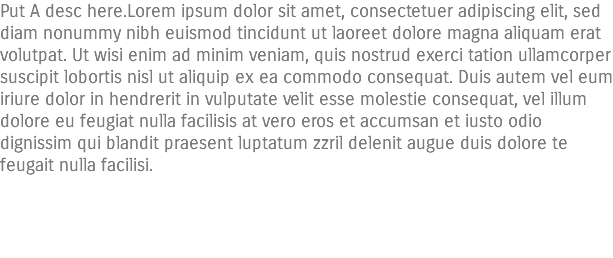 Put A desc here.Lorem ipsum dolor sit amet, consectetuer adipiscing elit, sed
diam nonummy nibh euismod tincidunt ut laoreet dolore magna aliquam erat
volutpat. Ut wisi enim ad minim veniam, quis nostrud exerci tation ullamcorper
suscipit lobortis nisl ut aliquip ex ea commodo consequat. Duis autem vel eum
iriure dolor in hendrerit in vulputate velit esse molestie consequat, vel illum
dolore eu feugiat nulla facilisis at vero eros et accumsan et iusto odio
dignissim qui blandit praesent luptatum zzril delenit augue duis dolore te
feugait nulla facilisi.